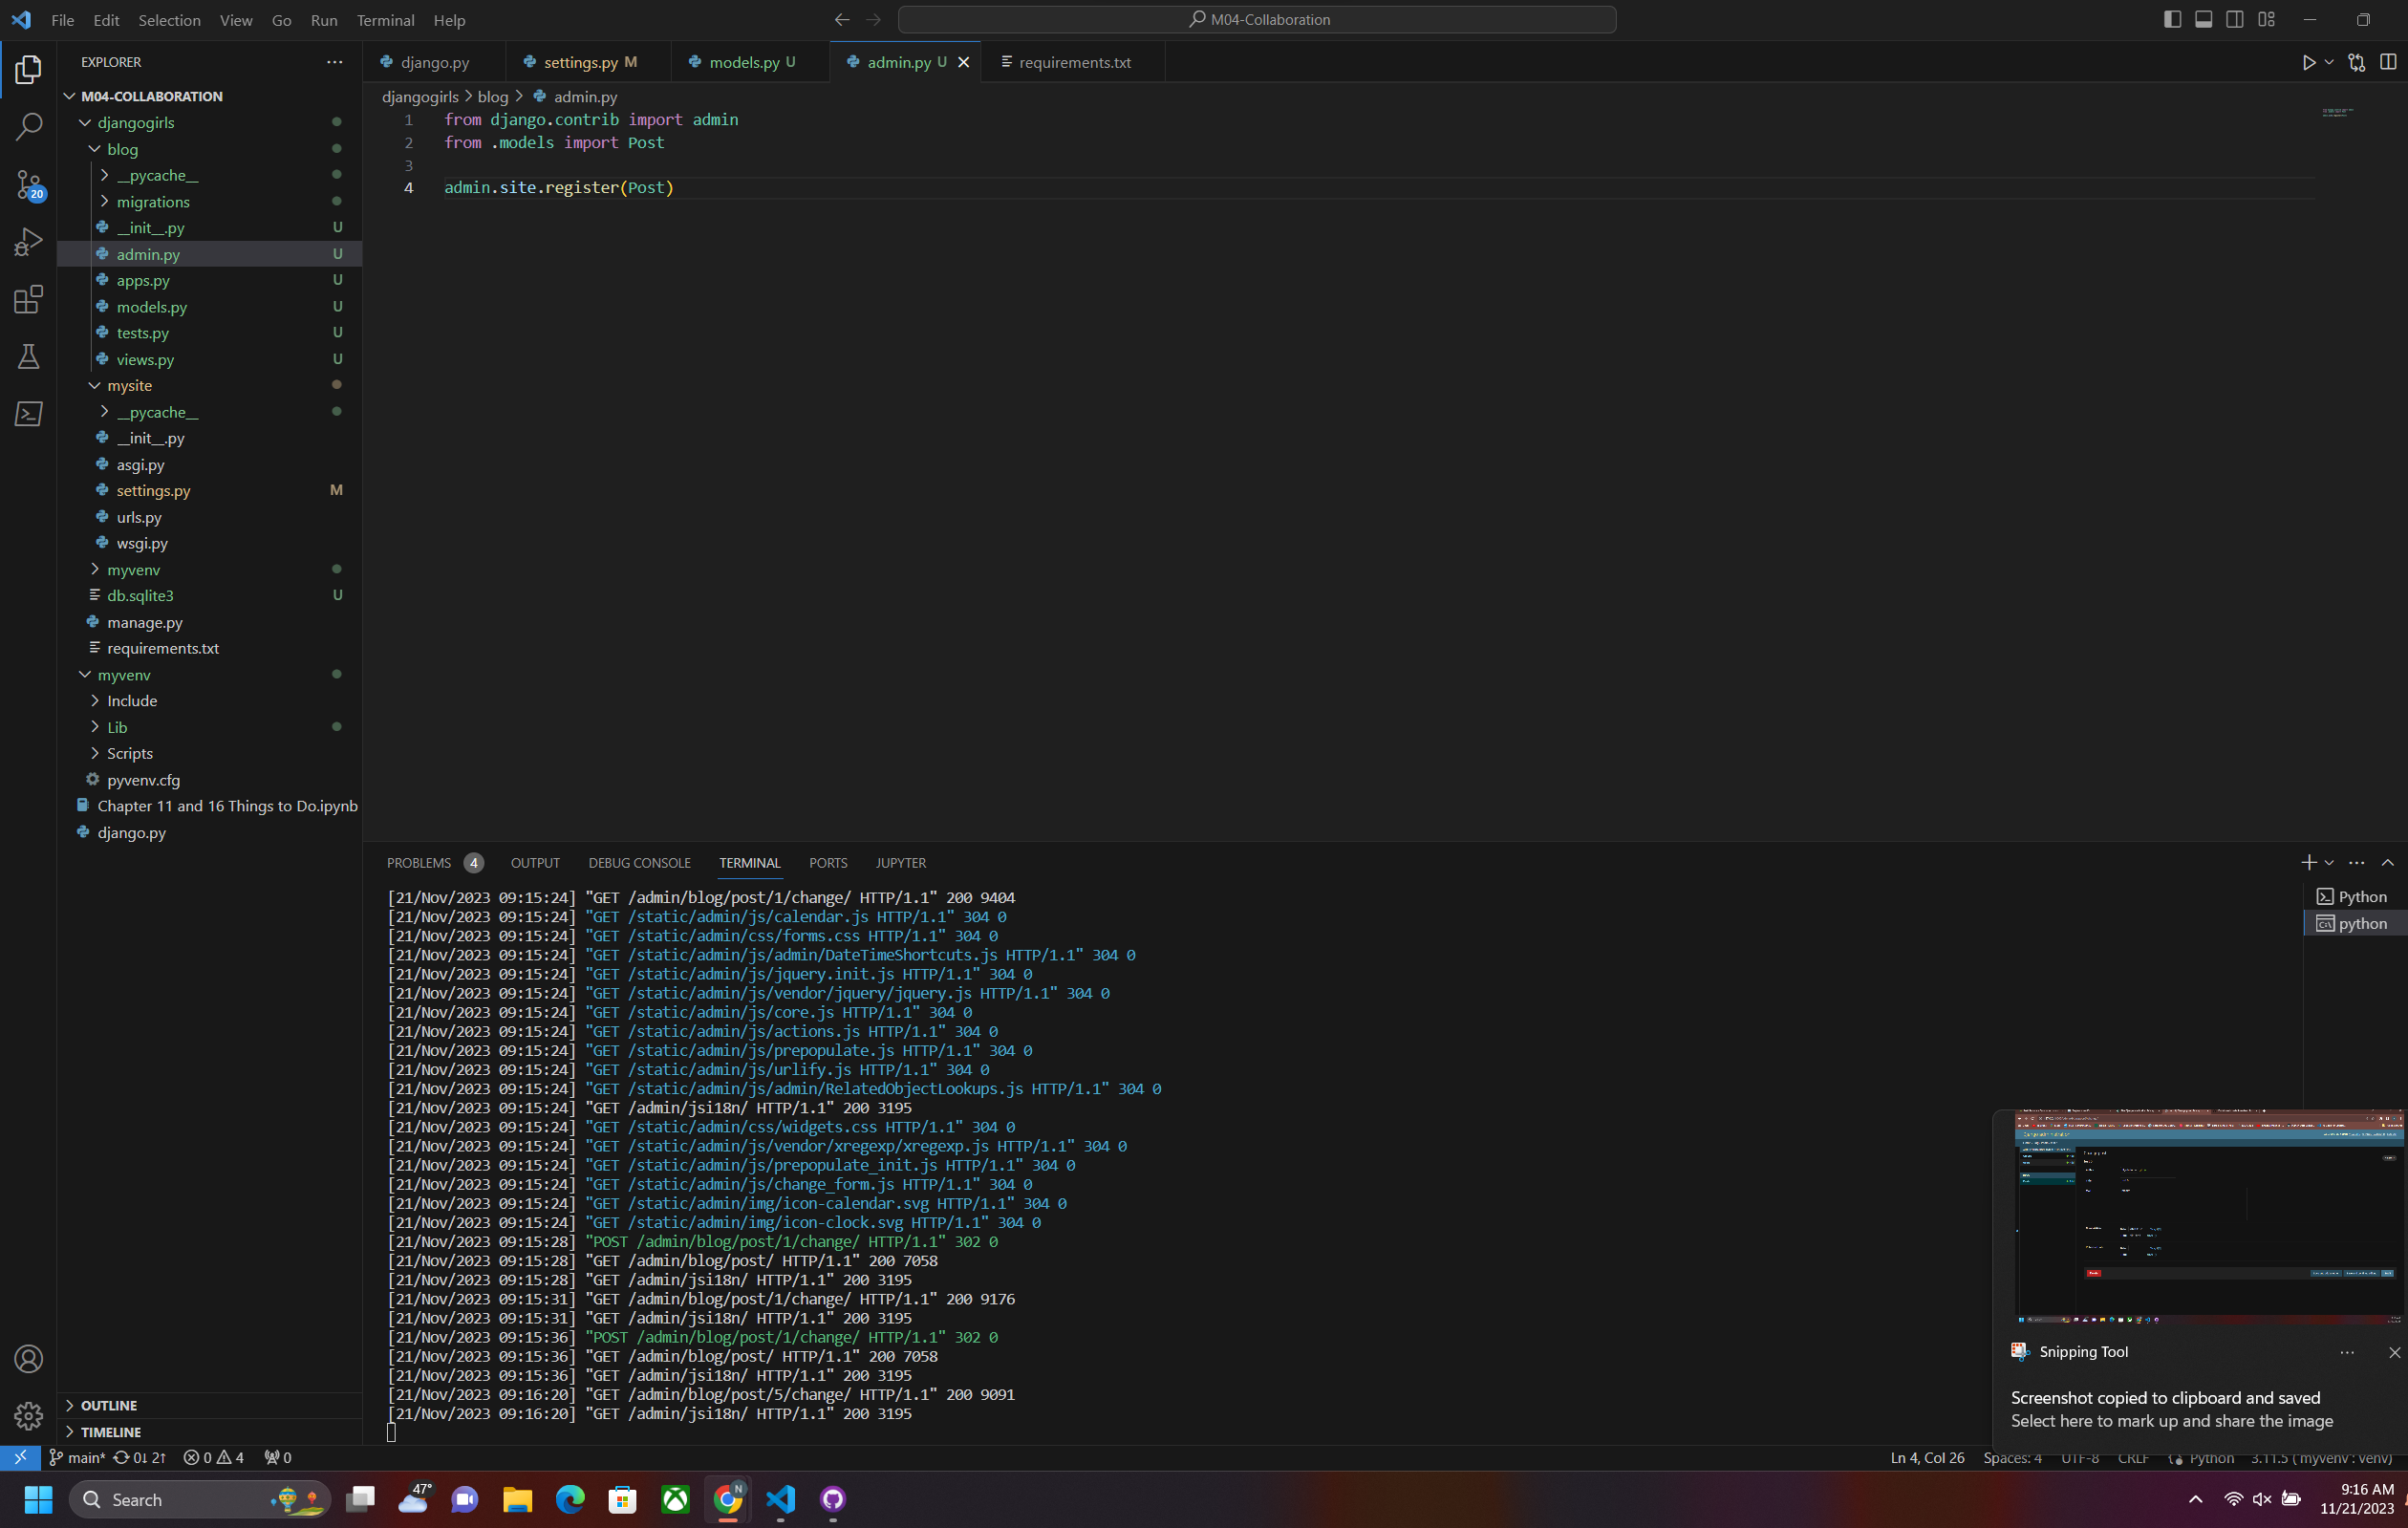 File Edit Selection View Go Run Terminal Help
M04-Collaboration
EXPLORER
M04-COLLABORATION
djangogirls
blog
__pycache__
migrations
__init__.py U
admin.py U
apps.py U
models.py U
tests.py U
views.py U
mysite
__pycache__
__init__.py
asgi.py
settings.py M
urls.py
wsgi.py
myvenv
db.sqlite3 U
manage.py
requirements.txt
myvenv
Include
Lib
Scripts
pyvenv.cfg
Chapter 11 and 16 Things to Do.ipynb
django.py
OUTLINE
TIMELINE
20
django.py settings.py M models.py U admin.py U requirements.txt
djangogirls > blog > admin.py
1 from django.contrib import admin
2 from .models import Post
3
4 admin.site.register(Post)
PROBLEMS 4 OUTPUT DEBUG CONSOLE TERMINAL PORTS JUPYTER
[21/Nov/2023 09:15:24] "GET /admin/blog/post/1/change/ HTTP/1.1" 200 9404
[21/Nov/2023 09:15:24] "GET /static/admin/js/calendar.js HTTP/1.1" 304 0
[21/Nov/2023 09:15:24] "GET /static/admin/css/forms.css HTTP/1.1" 304 0
[21/Nov/2023 09:15:24] "GET /static/admin/js/admin/DateTimeShortcuts.js HTTP/1.1" 304 0
[21/Nov/2023 09:15:24] "GET /static/admin/js/jquery.init.js HTTP/1.1" 304 0
[21/Nov/2023 09:15:24] "GET /static/admin/js/vendor/jquery/jquery.js HTTP/1.1" 304 0
[21/Nov/2023 09:15:24] "GET /static/admin/js/core.js HTTP/1.1" 304 0
[21/Nov/2023 09:15:24] "GET /static/admin/js/actions.js HTTP/1.1" 304 0
[21/Nov/2023 09:15:24] "GET /static/admin/js/prepopulate.js HTTP/1.1" 304 0
[21/Nov/2023 09:15:24] "GET /static/admin/js/urlify.js HTTP/1.1" 304 0
[21/Nov/2023 09:15:24] "GET /static/admin/js/admin/RelatedObjectLookups.js HTTP/1.1" 304 0
[21/Nov/2023 09:15:24] "GET /admin/jsi18n/ HTTP/1.1" 200 3195
[21/Nov/2023 09:15:24] "GET /static/admin/css/widgets.css HTTP/1.1" 304 0
[21/Nov/2023 09:15:24] "GET /static/admin/js/vendor/xregexp/xregexp.js HTTP/1.1" 304 0
[21/Nov/2023 09:15:24] "GET /static/admin/js/prepopulate_init.js HTTP/1.1" 304 0
[21/Nov/2023 09:15:24] "GET /static/admin/js/change_form.js HTTP/1.1" 304 0
[21/Nov/2023 09:15:24] "GET /static/admin/img/icon-calendar.svg HTTP/1.1" 304 0
[21/Nov/2023 09:15:24] "GET /static/admin/img/icon-clock.svg HTTP/1.1" 304 0
[21/Nov/2023 09:15:28] "POST /admin/blog/post/1/change/ HTTP/1.1" 302 0
[21/Nov/2023 09:15:28] "GET /admin/blog/post/ HTTP/1.1" 200 7058
[21/Nov/2023 09:15:28] "GET /admin/jsi18n/ HTTP/1.1" 200 3195
[21/Nov/2023 09:15:31] "GET /admin/blog/post/1/change/ HTTP/1.1" 200 9176
[21/Nov/2023 09:15:31] "GET /admin/jsi18n/ HTTP/1.1" 200 3195
[21/Nov/2023 09:15:36] "POST /admin/blog/post/1/change/ HTTP/1.1" 302 0
[21/Nov/2023 09:15:36] "GET /admin/blog/post/ HTTP/1.1" 200 7058
[21/Nov/2023 09:15:36] "GET /admin/jsi18n/ HTTP/1.1" 200 3195
[21/Nov/2023 09:16:20] "GET /admin/blog/post/5/change/ HTTP/1.1" 200 9091
[21/Nov/2023 09:16:20] "GET /admin/jsi18n/ HTTP/1.1" 200 3195
Python
python
Snipping Tool
Screenshot copied to clipboard and saved
Select here to mark up and share the image
main* 0↓ 2↑ 0 4 0
Ln 4, Col 26 Spaces: 4 UTF-8 CRLF Python 3.11.5 ('myvenv': venv)
Search
47°
N
9:16 AM
11/21/2023